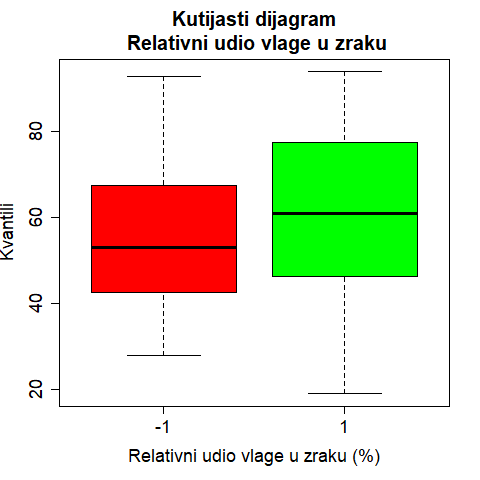 Kutijasti dijagram
Relativni udio vlage u zraku
Kvantili
80
60
40
20
-1
1
Relativni udio vlage u zraku (%)